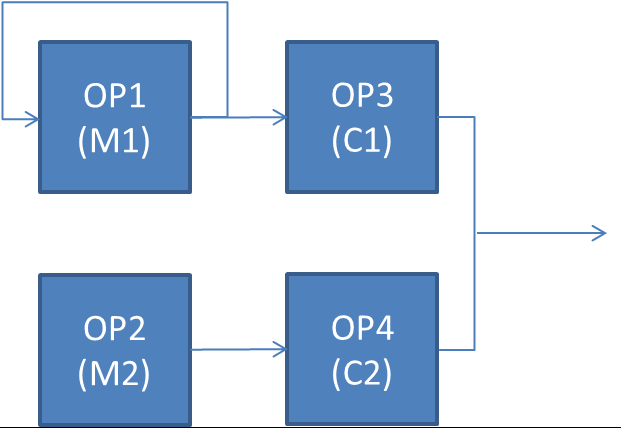 OP1
(M1)
OP3
(C1)
OP2
(M2)
OP4
(C2)